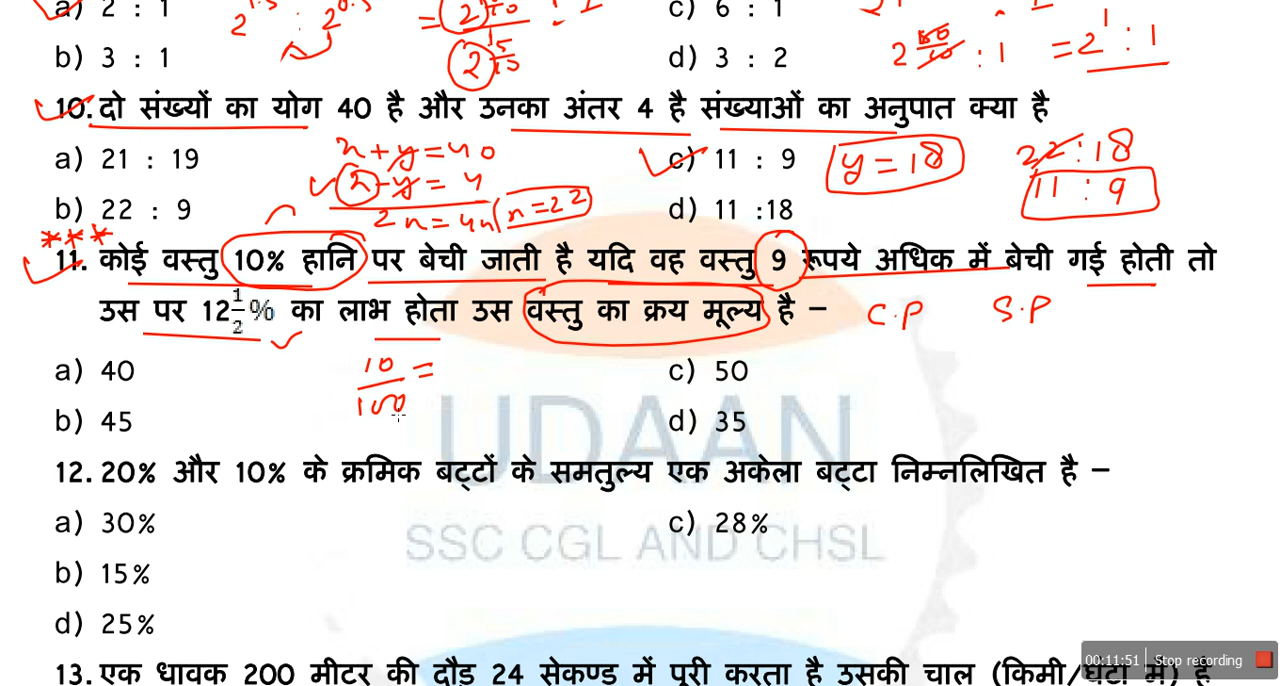 a) 2 : 1
c) 6 : 1
b) 3 : 1
d) 3 : 2
= 2¹ : 1
10. दो संख्यों का योग 40 है और उनका अंतर 4 है संख्याओं का अनुपात क्या है
a) 21 : 19
c) 11 : 9
b) 22 : 9
d) 11 :18
x + y = 40
x - y = 4
2x = 44 x = 22
y = 18
22 : 18
11 : 9
***
11. कोई वस्तु 10% हानि पर बेची जाती है यदि वह वस्तु 9 रूपये अधिक में बेची गई होती तो
उस पर 12 1/2 % का लाभ होता उस वस्तु का क्रय मूल्य है –
C.P S.P
a) 40
c) 50
10/100 =
b) 45
d) 35
UDAAN
12. 20% और 10% के क्रमिक बट्टों के समतुल्य एक अकेला बट्टा निम्नलिखित है –
a) 30%
c) 28%
SSC CGL AND CHSL
b) 15%
d) 25%
13. एक धावक 200 मीटर की दौड़ 24 सेकण्ड में पूरी करता है उसकी चाल (किमी/घंटा में) है
00:11:51 Stop recording